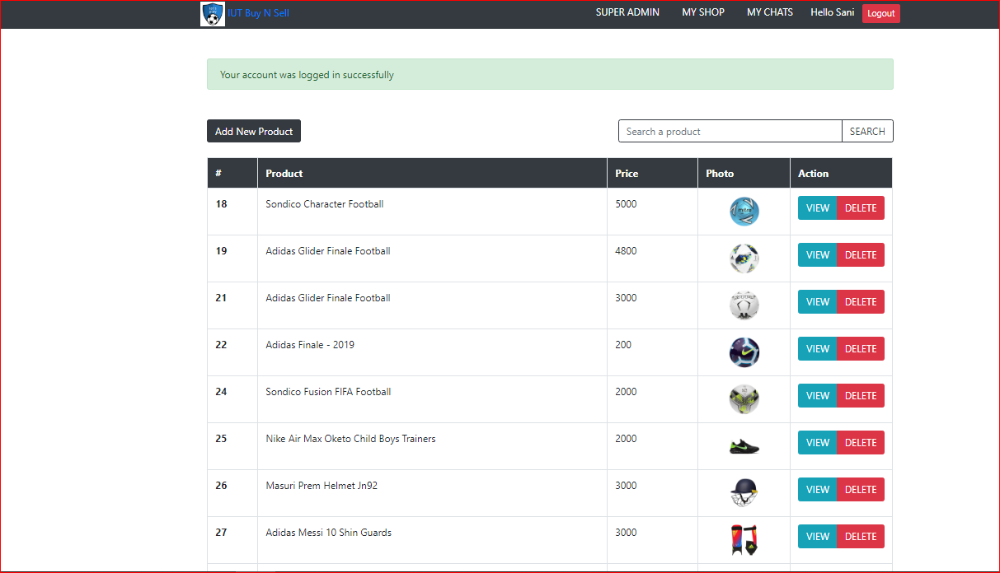 IUT Buy N Sell SUPER ADMIN MY SHOP MY CHATS Hello Sani Logout
Your account was logged in successfully
Add New Product Search a product SEARCH
# Product Price Photo Action
18 Sondico Character Football 5000 VIEW DELETE
19 Adidas Glider Finale Football 4800 VIEW DELETE
21 Adidas Glider Finale Football 3000 VIEW DELETE
22 Adidas Finale - 2019 200 VIEW DELETE
24 Sondico Fusion FIFA Football 2000 VIEW DELETE
25 Nike Air Max Oketo Child Boys Trainers 2000 VIEW DELETE
26 Masuri Prem Helmet Jn92 3000 VIEW DELETE
27 Adidas Messi 10 Shin Guards 3000 VIEW DELETE